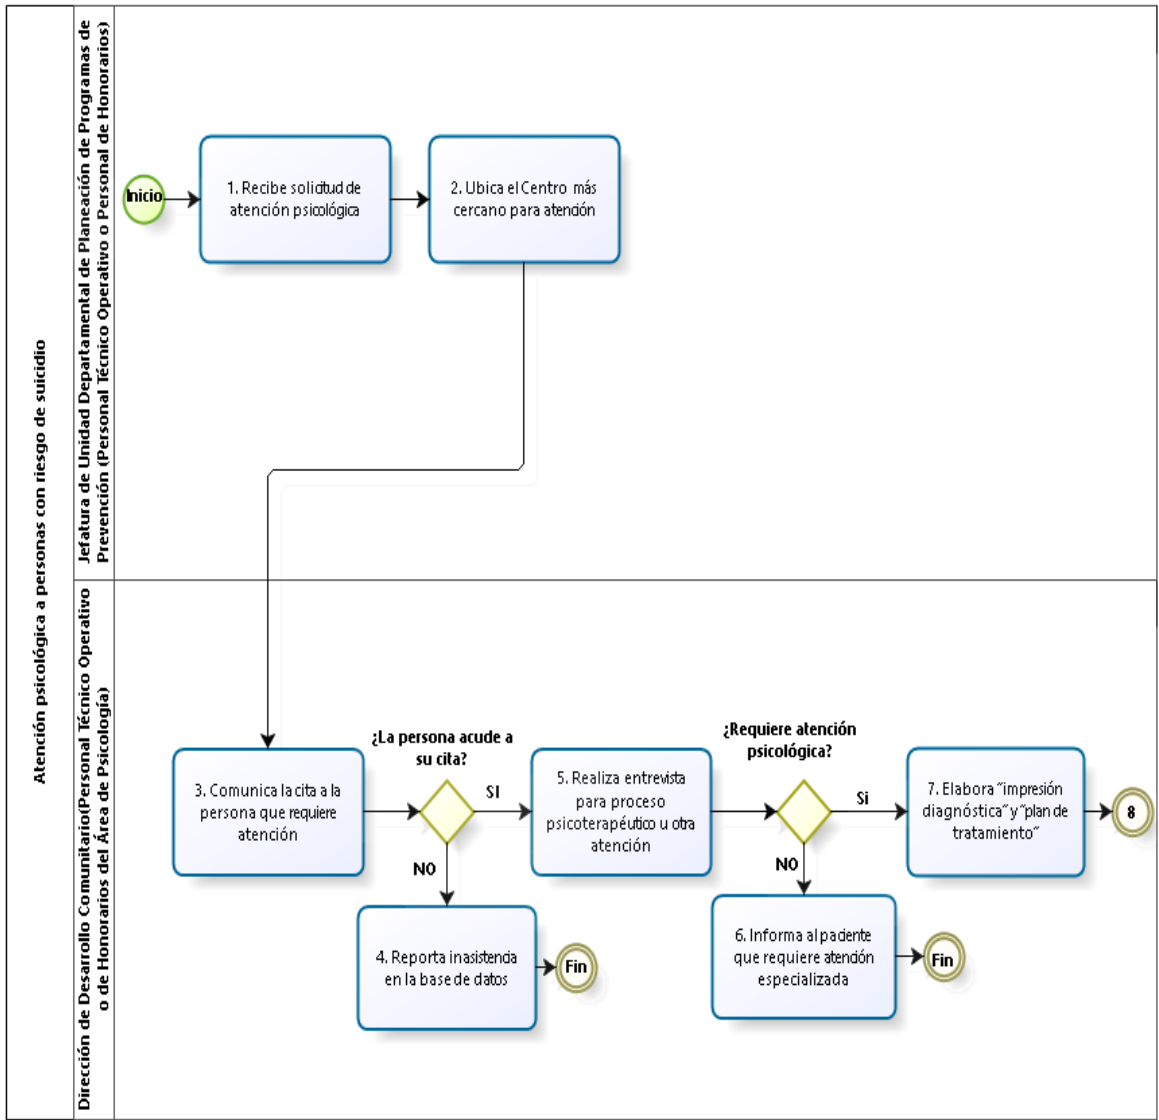 Atención psicológica a personas con riesgo de suicidio
Jefatura de Unidad Departamental de Planeación de Programas de
Prevención (Personal Técnico Operativo o Personal de Honorarios)
Inicio
1. Recibe solicitud de
atención psicológica
2. Ubica el Centro más
cercano para atención
Dirección de Desarrollo Comunitario(Personal Técnico Operativo
o de Honorarios del Área de Psicología)
3. Comunica la cita a la
persona que requiere
atención
¿La persona acude a
su cita?
SI
NO
4. Reporta inasistencia
en la base de datos
Fin
5. Realiza entrevista
para proceso
psicoterapéutico u otra
atención
¿Requiere atención
psicológica?
Si
NO
6. Informa al paciente
que requiere atención
especializada
Fin
7. Elabora “impresión
diagnóstica” y “plan de
tratamiento”
8